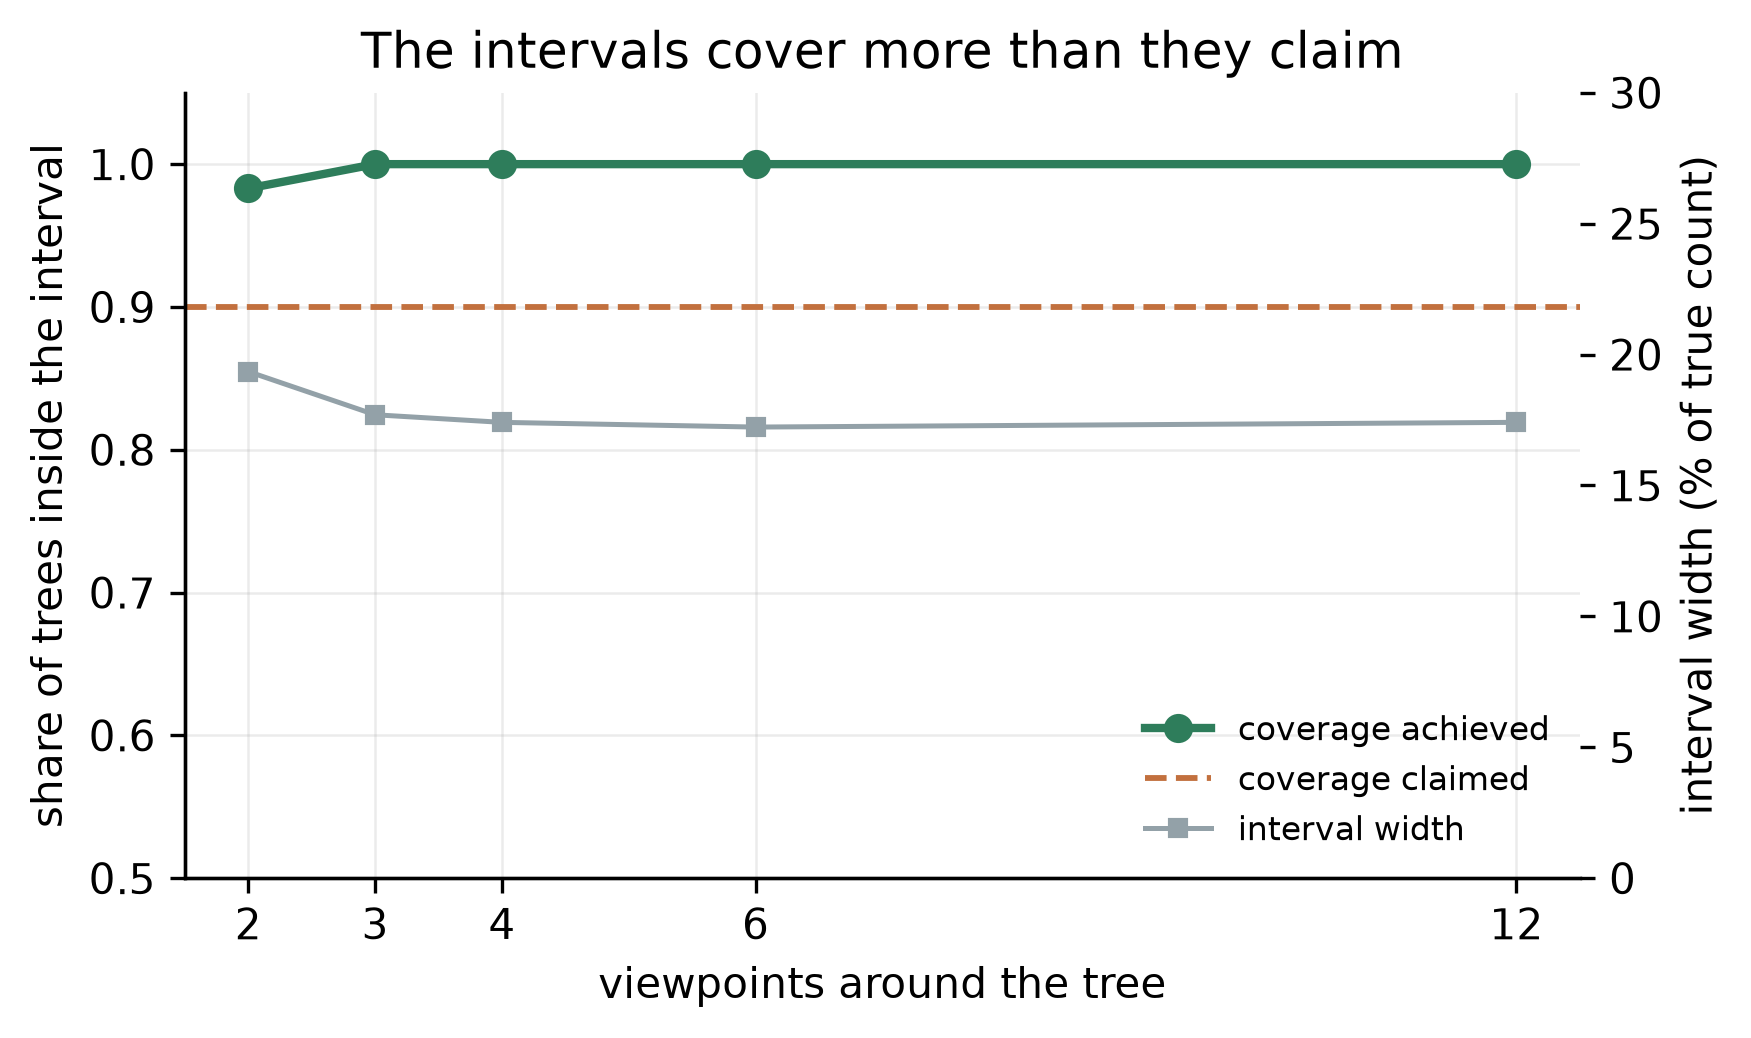 The intervals cover more than they claim
share of trees inside the interval
1.0
0.9
0.8
0.7
0.6
0.5
30
25
20
15
10
5
0
interval width (% of true count)
coverage achieved
coverage claimed
interval width
2 3 4 6 12
viewpoints around the tree